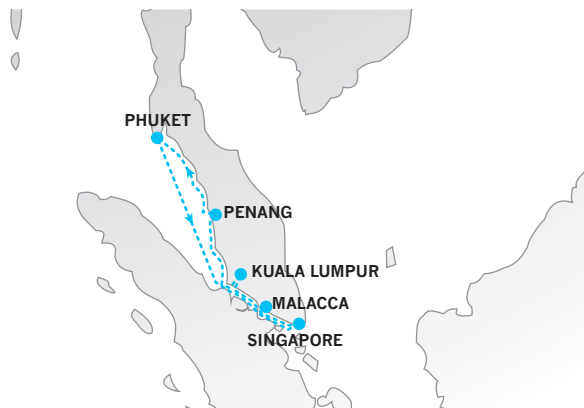 PHUKET
PENANG
KUALA LUMPUR
MALACCA
SINGAPORE